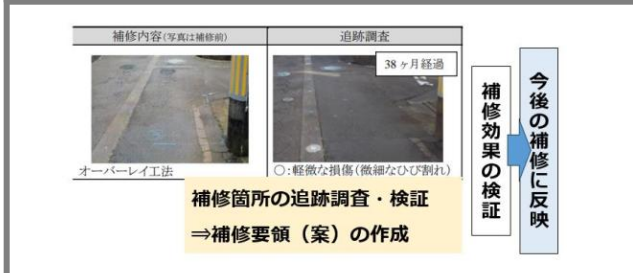 補修内容(写真は補修前)
追跡調査
38ヶ月経過
オーバーレイ工法
○:軽微な損傷(微細なひび割れ)
補修箇所の追跡調査・検証
⇒補修要領（案）の作成
補修効果の検証
今後の補修に反映